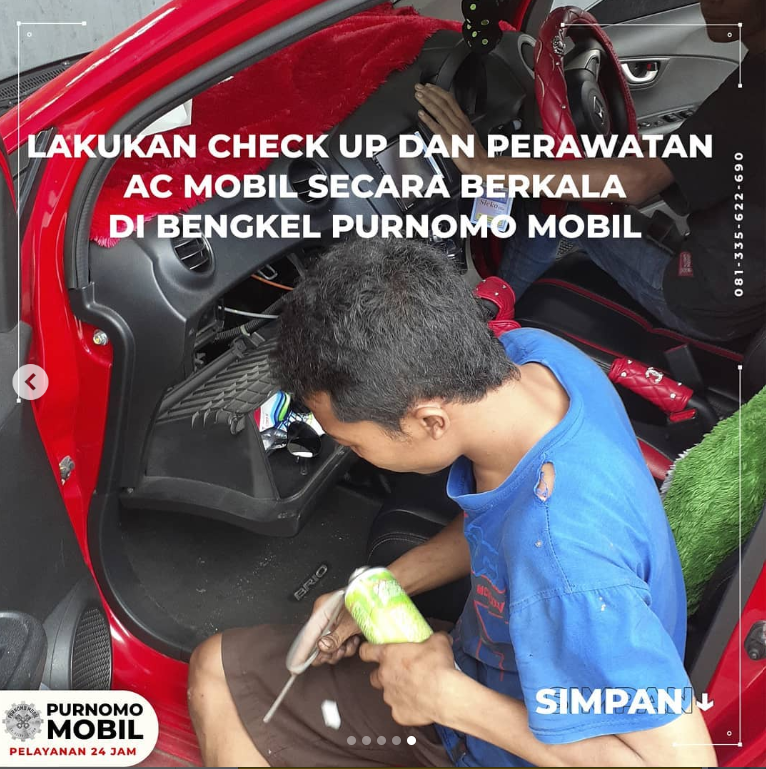 LAKUKAN CHECK UP DAN PERAWATAN
AC MOBIL SECARA BERKALA
DI BENGKEL PURNOMO MOBIL
081-335-622-690
BRIO
SIMPAN
PURNOMO
MOBIL
PELAYANAN 24 JAM